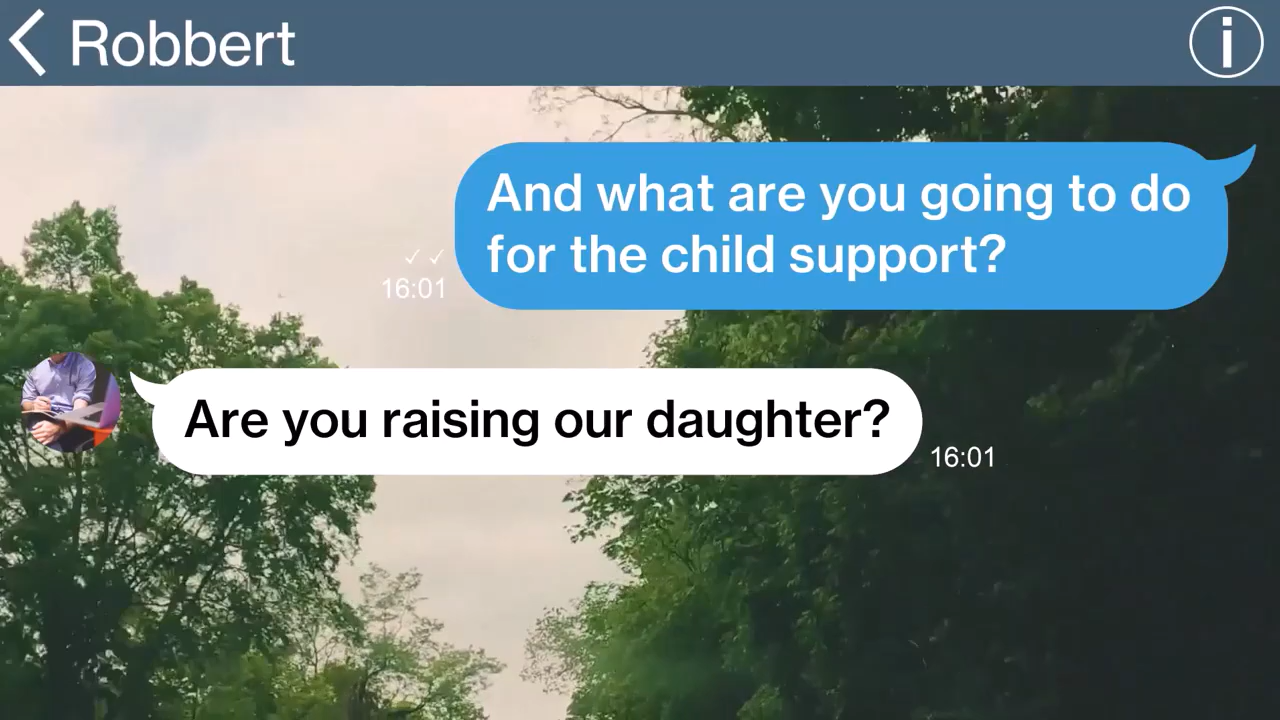 Robbert
And what are you going to do
for the child support?
16:01
Are you raising our daughter?
16:01